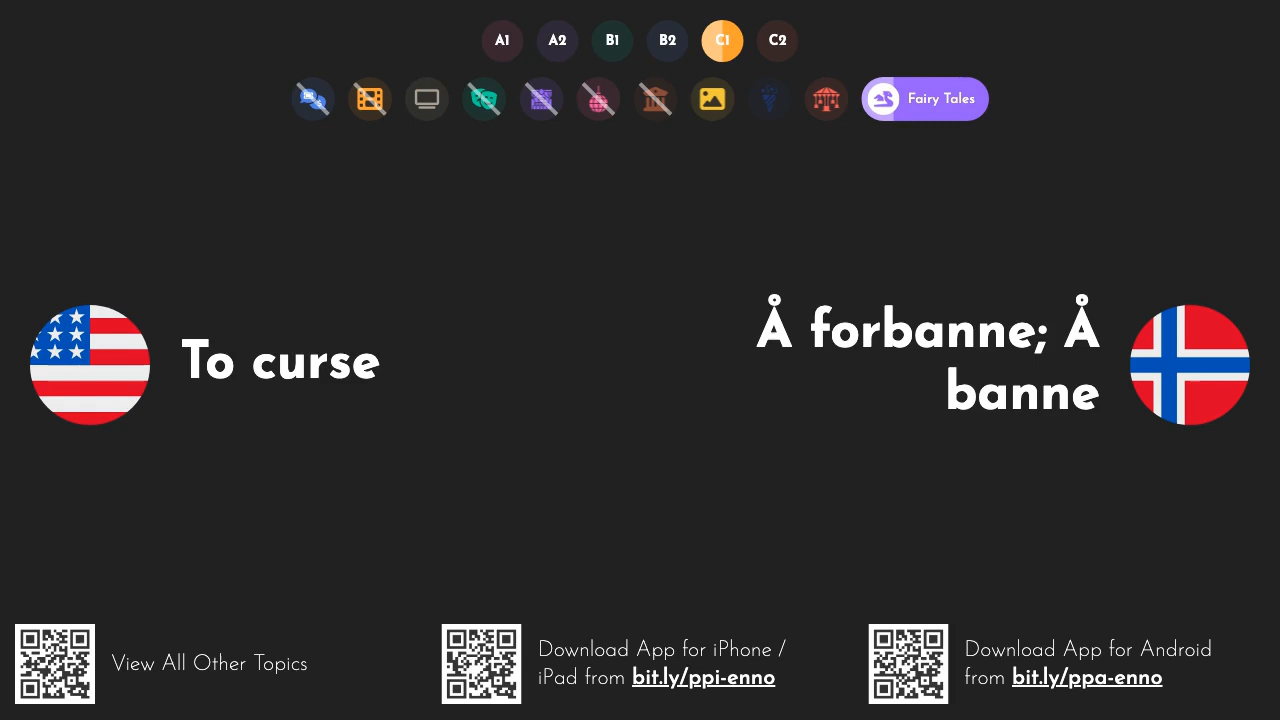 A1 A2 B1 B2 C1 C2
Fairy Tales
To curse
Å forbanne; Å
banne
View All Other Topics
Download App for iPhone /
iPad from bit.ly/ppi-enno
Download App for Android
from bit.ly/ppa-enno